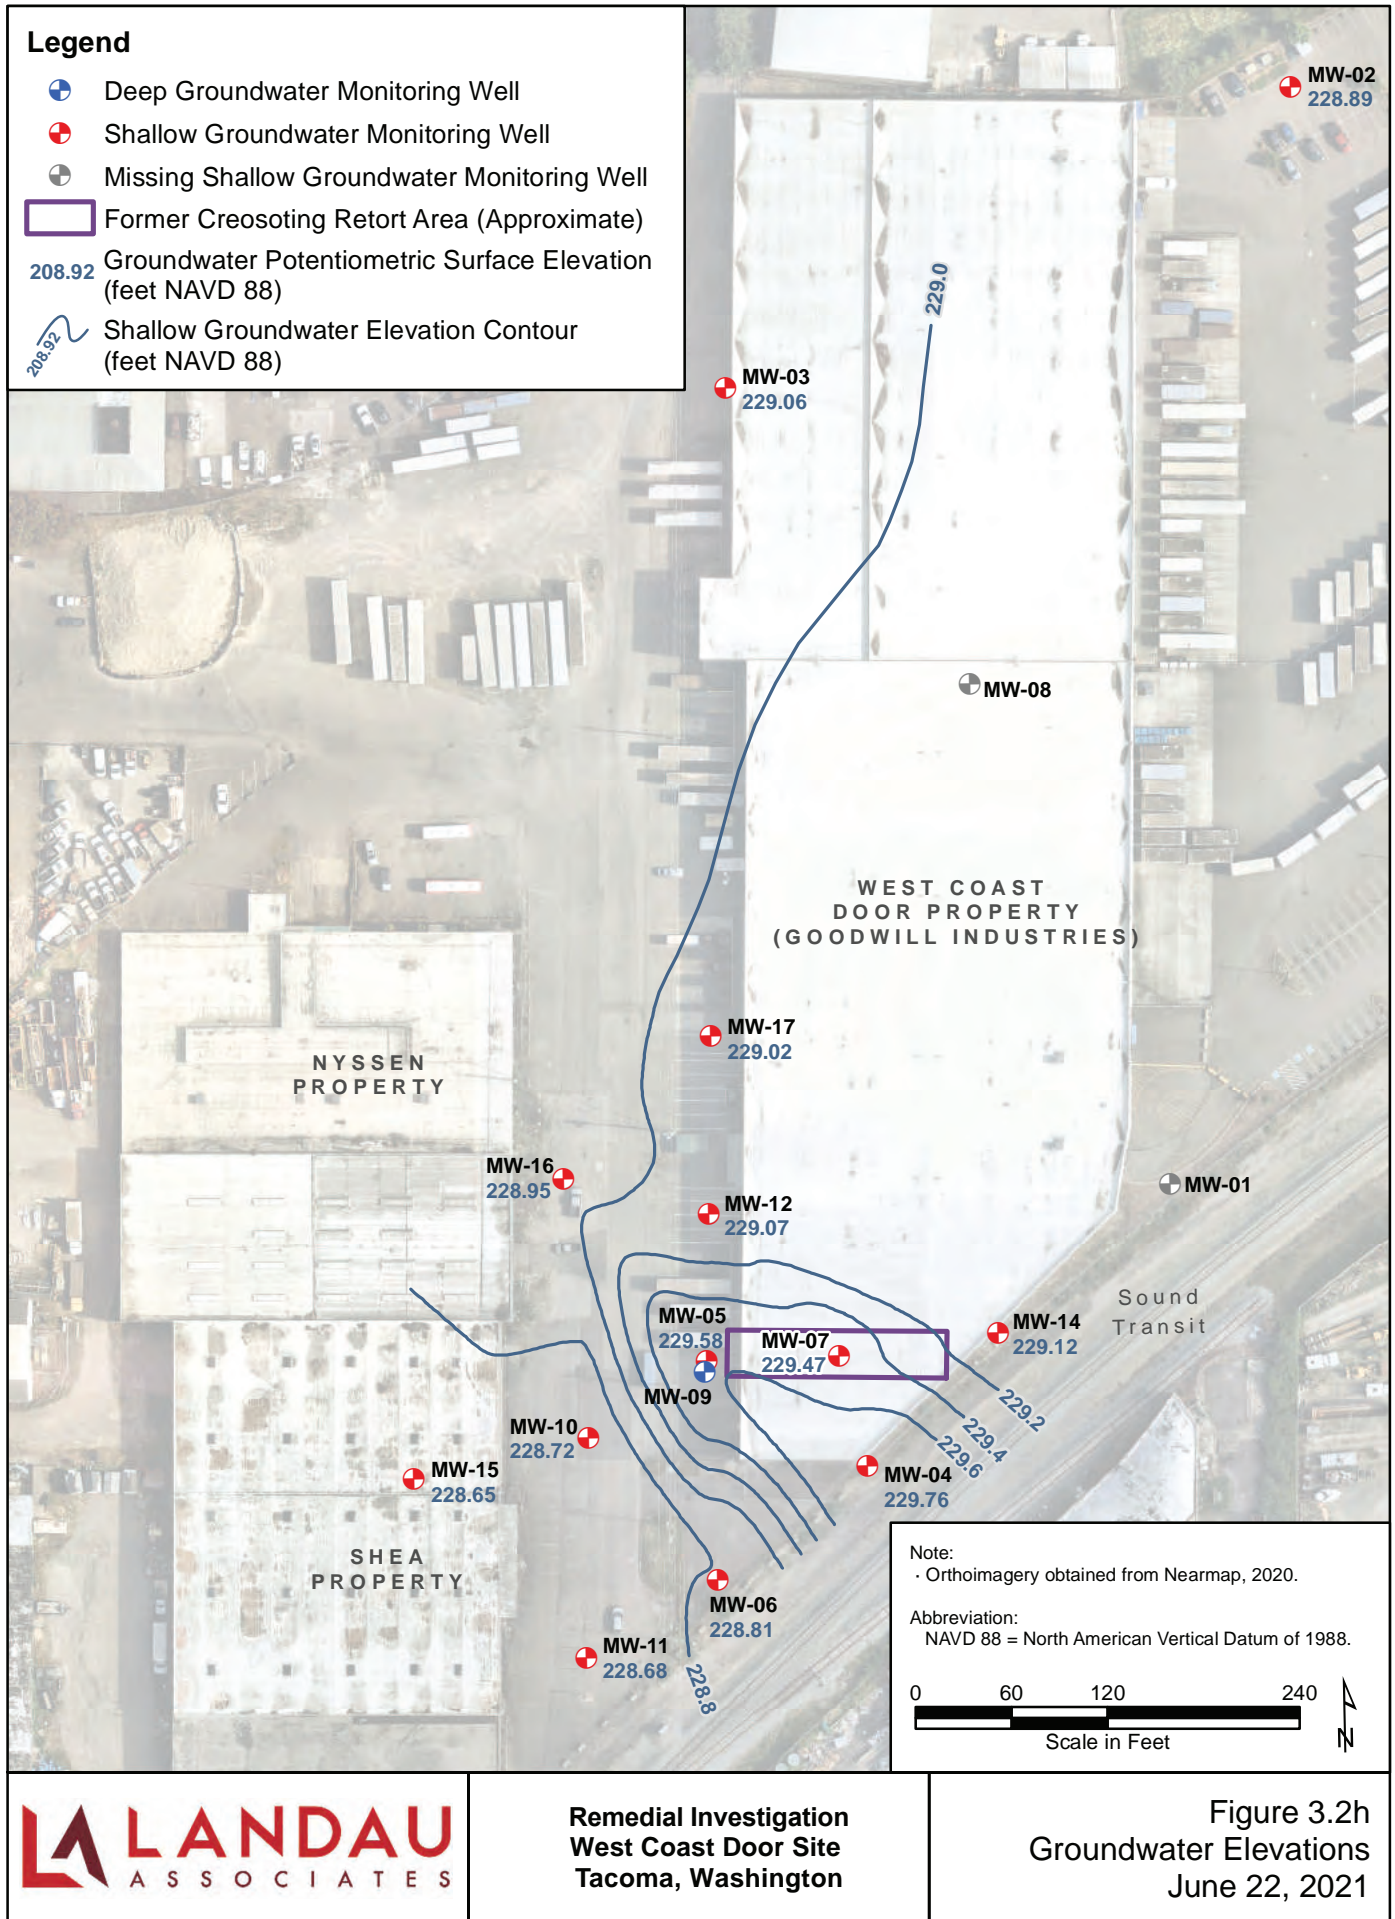 Legend
Deep Groundwater Monitoring Well
Shallow Groundwater Monitoring Well
Missing Shallow Groundwater Monitoring Well
Former Creosoting Retort Area (Approximate)
208.92 Groundwater Potentiometric Surface Elevation
(feet NAVD 88)
208.92 Shallow Groundwater Elevation Contour
(feet NAVD 88)
MW-02
228.89
229.0
MW-03
229.06
MW-08
WEST COAST
DOOR PROPERTY
(GOODWILL INDUSTRIES)
MW-17
229.02
NYSSEN
PROPERTY
MW-16
228.95
MW-01
MW-12
229.07
Sound
Transit
MW-05
229.58
MW-14
229.12
MW-07
229.47
MW-09
229.2
229.4
229.6
MW-10
228.72
MW-15
228.65
MW-04
229.76
SHEA
PROPERTY
MW-06
228.81
MW-11
228.68
228.8
Note:
· Orthoimagery obtained from Nearmap, 2020.
Abbreviation:
NAVD 88 = North American Vertical Datum of 1988.
0 60 120 240
Scale in Feet
N
LA LANDAU
ASSOCIATES
Remedial Investigation
West Coast Door Site
Tacoma, Washington
Figure 3.2h
Groundwater Elevations
June 22, 2021